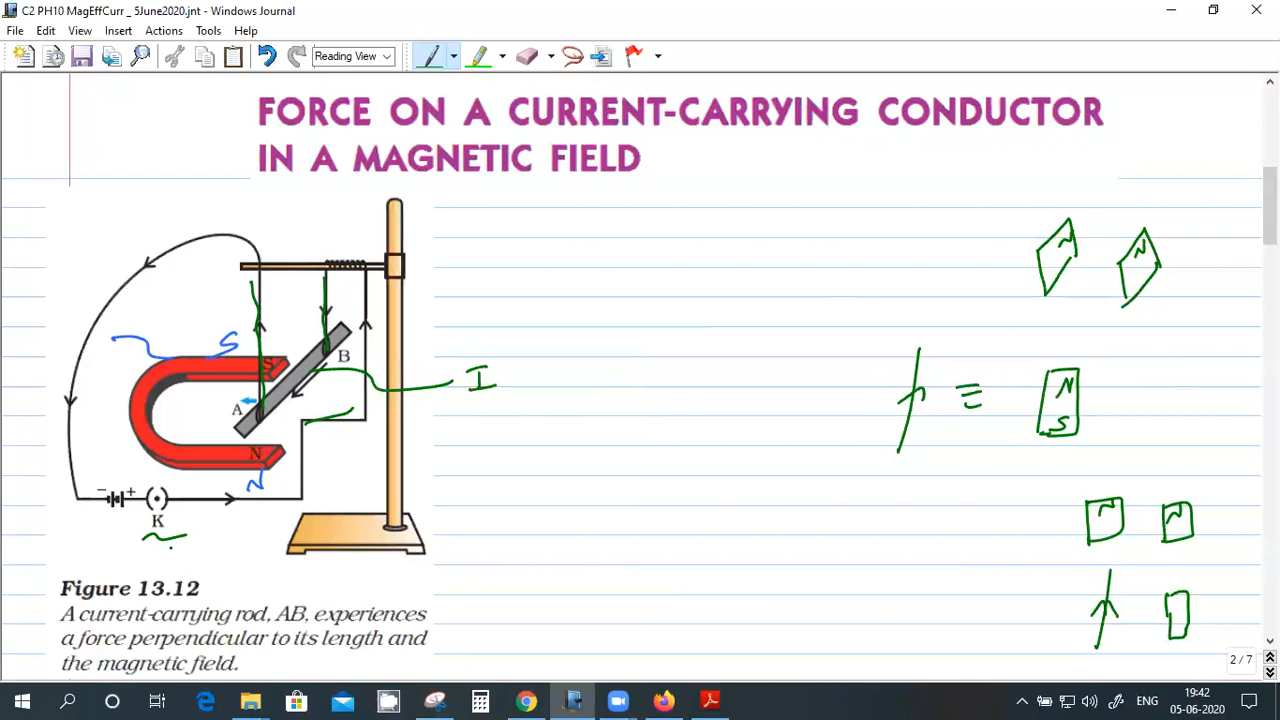 C2 PH10 MagEffCurr _ 5June2020.jnt - Windows Journal
File Edit View Insert Actions Tools Help
Reading View
FORCE ON A CURRENT-CARRYING CONDUCTOR
IN A MAGNETIC FIELD
N N
S
S
B
I
A
N
S
N
N
- +
K
N N
Figure 13.12
A current-carrying rod, AB, experiences
a force perpendicular to its length and
the magnetic field.
2 / 7
ENG
19:42
05-06-2020